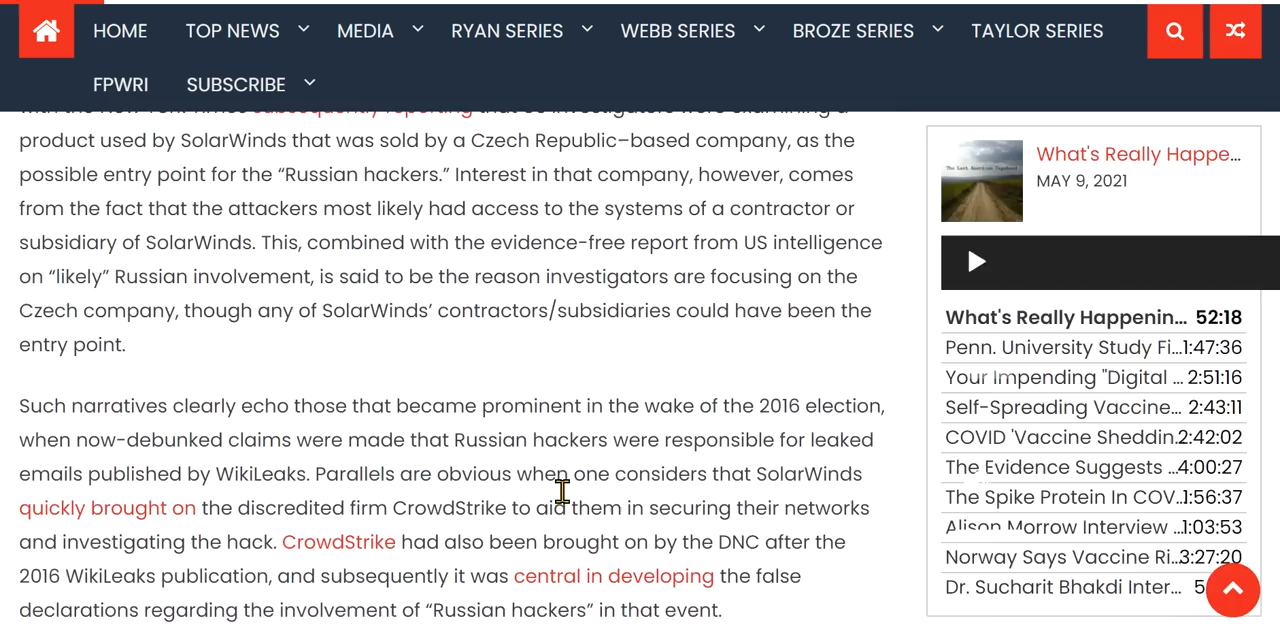 HOME TOP NEWS MEDIA RYAN SERIES WEBB SERIES BROZE SERIES TAYLOR SERIES
FPWRI SUBSCRIBE
product used by SolarWinds that was sold by a Czech Republic–based company, as the
possible entry point for the “Russian hackers.” Interest in that company, however, comes
from the fact that the attackers most likely had access to the systems of a contractor or
subsidiary of SolarWinds. This, combined with the evidence-free report from US intelligence
on “likely” Russian involvement, is said to be the reason investigators are focusing on the
Czech company, though any of SolarWinds’ contractors/subsidiaries could have been the
entry point.
Such narratives clearly echo those that became prominent in the wake of the 2016 election,
when now-debunked claims were made that Russian hackers were responsible for leaked
emails published by WikiLeaks. Parallels are obvious when one considers that SolarWinds
quickly brought on the discredited firm CrowdStrike to aid them in securing their networks
and investigating the hack. CrowdStrike had also been brought on by the DNC after the
2016 WikiLeaks publication, and subsequently it was central in developing the false
declarations regarding the involvement of “Russian hackers” in that event.
The Last American Vagabond
What's Really Happe...
MAY 9, 2021
What's Really Happenin... 52:18
Penn. University Study Fi...1:47:36
Your Impending "Digital ... 2:51:16
Self-Spreading Vaccine... 2:43:11
COVID 'Vaccine Sheddin..2:42:02
The Evidence Suggests ...4:00:27
The Spike Protein In COV..1:56:37
Alison Morrow Interview ...1:03:53
Norway Says Vaccine Ri...3:27:20
Dr. Sucharit Bhakdi Inter...